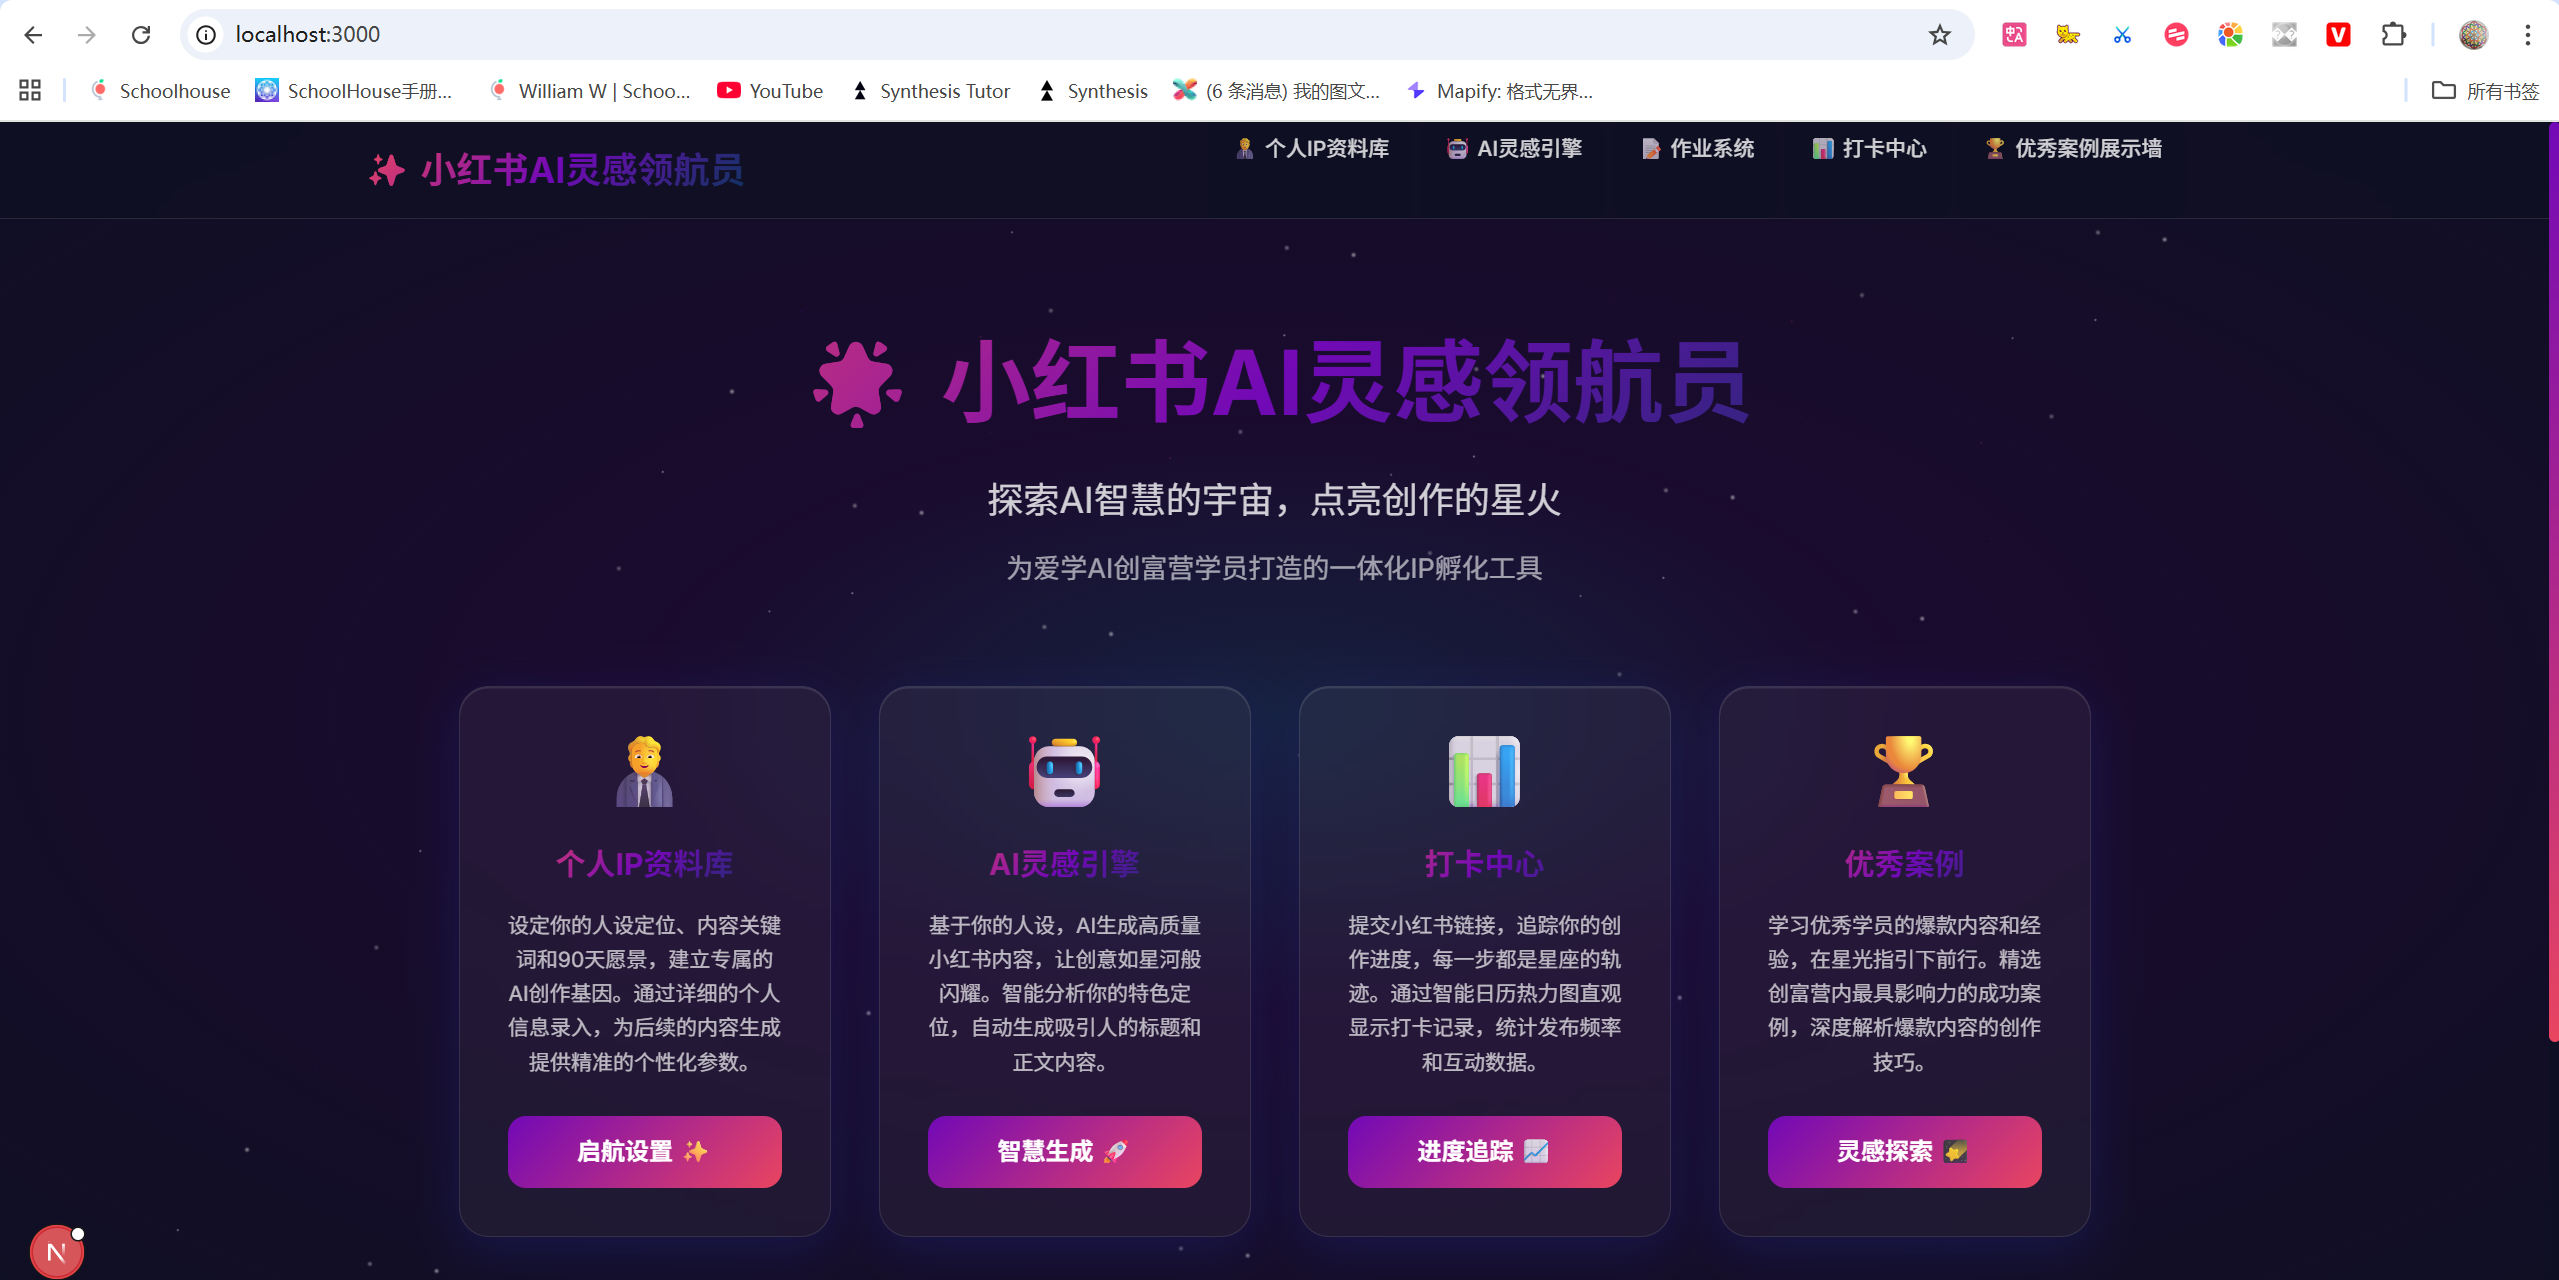 localhost:3000
Schoolhouse
SchoolHouse手册...
William W | Schoo...
YouTube
Synthesis Tutor
Synthesis
(6 条消息) 我的图文...
Mapify: 格式无界...
所有书签
小红书AI灵感领航员
个人IP资料库
AI灵感引擎
作业系统
打卡中心
优秀案例展示墙
小红书AI灵感领航员
探索AI智慧的宇宙，点亮创作的星火
为爱学AI创富营学员打造的一体化IP孵化工具
个人IP资料库
设定你的人设定位、内容关键
词和90天愿景，建立专属的
AI创作基因。通过详细的个人
信息录入，为后续的内容生成
提供精准的个性化参数。
启航设置
AI灵感引擎
基于你的人设，AI生成高质量
小红书内容，让创意如星河般
闪耀。智能分析你的特色定
位，自动生成吸引人的标题和
正文内容。
智慧生成
打卡中心
提交小红书链接，追踪你的创
作进度，每一步都是星座的轨
迹。通过智能日历热力图直观
显示打卡记录，统计发布频率
和互动数据。
进度追踪
优秀案例
学习优秀学员的爆款内容和经
验，在星光指引下前行。精选
创富营内最具影响力的成功案
例，深度解析爆款内容的创作
技巧。
灵感探索
N